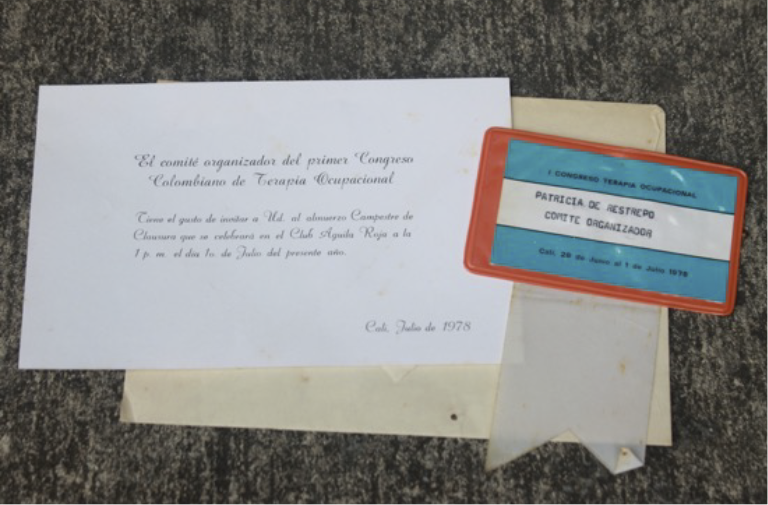 El comité organizador del primer Congreso
Colombiano de Terapia Ocupacional
Tiene el gusto de invitar a Ud. al almuerzo Campestre de
Clausura que se celebrará en el Club Aguila Roja a la
1 p. m. el dia 1o. de Julio del presente año.
Cali, Julio de 1978
I CONGRESO TERAPIA OCUPACIONAL
PATRICIA DE RESTREPO
COMITE ORGANIZADOR
Cali, 28 de Junio al 1 de Julio 1978